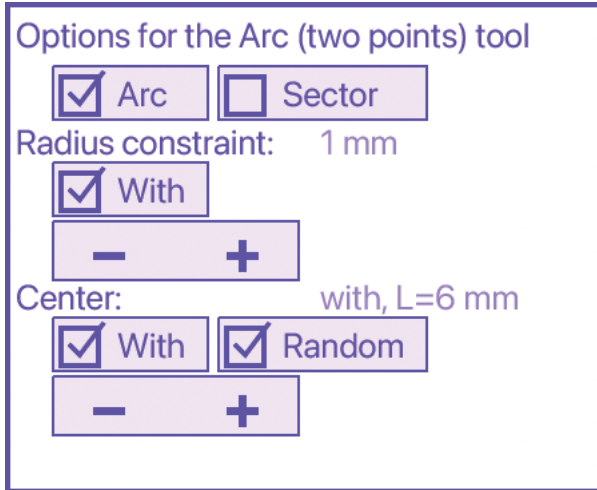 Options for the Arc (two points) tool
Arc Sector
Radius constraint: 1 mm
With
− +
Center: with, L=6 mm
With Random
− +